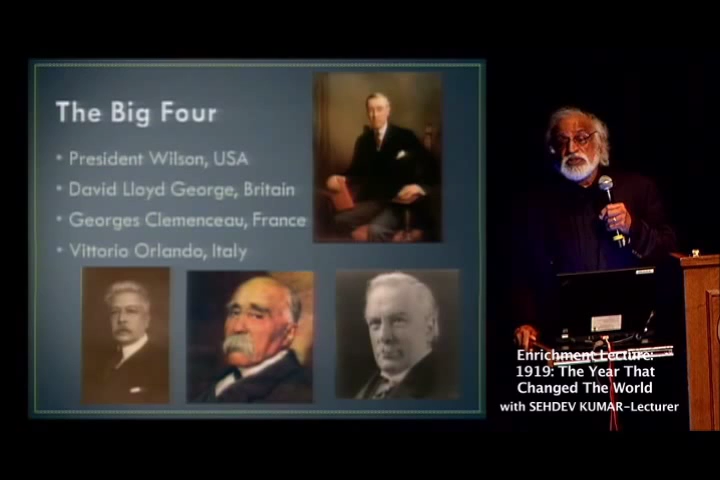 The Big Four
• President Wilson, USA
• David Lloyd George, Britain
• Georges Clemenceau, France
• Vittorio Orlando, Italy
Enrichment Lecture:
1919: The Year That
Changed The World
with SEHDEV KUMAR-Lecturer